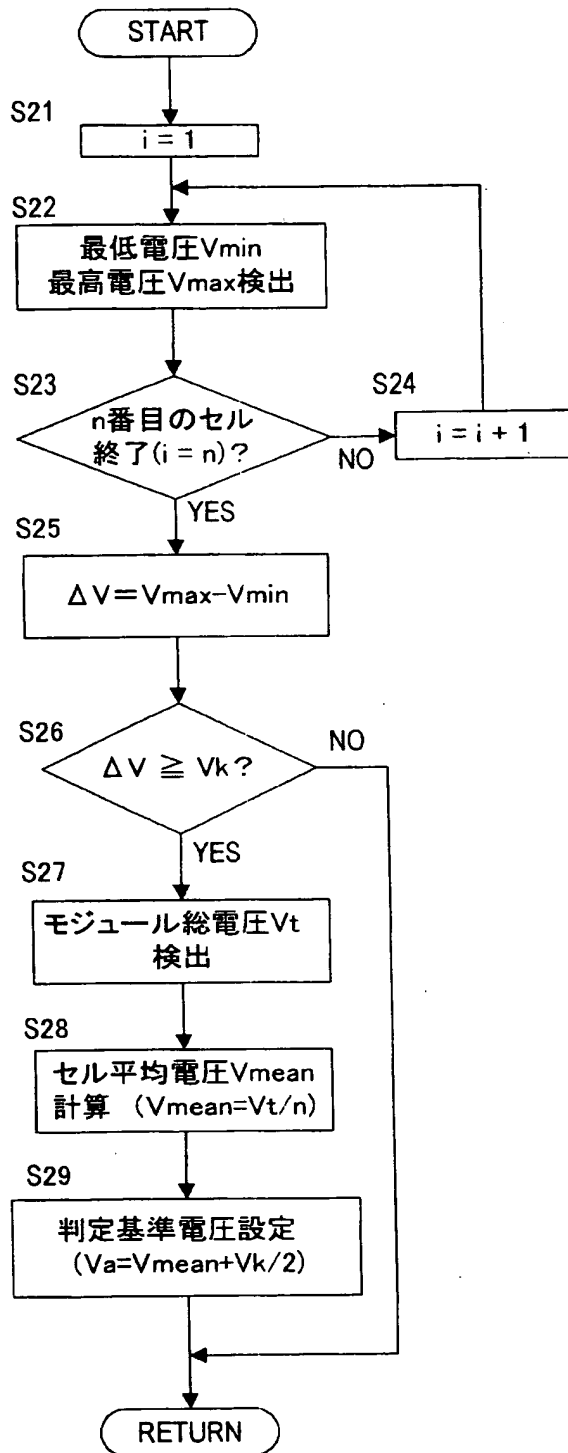 START
S21
i = 1
S22
最低電圧Vmin
最高電圧Vmax検出
S23
n番目のセル
終了(i = n)?
NO
S24
i = i + 1
YES
S25
ΔV=Vmax-Vmin
S26
ΔV ≧ Vk?
NO
YES
S27
モジュール総電圧Vt
検出
S28
セル平均電圧Vmean
計算 (Vmean=Vt/n)
S29
判定基準電圧設定
(Va=Vmean+Vk/2)
RETURN